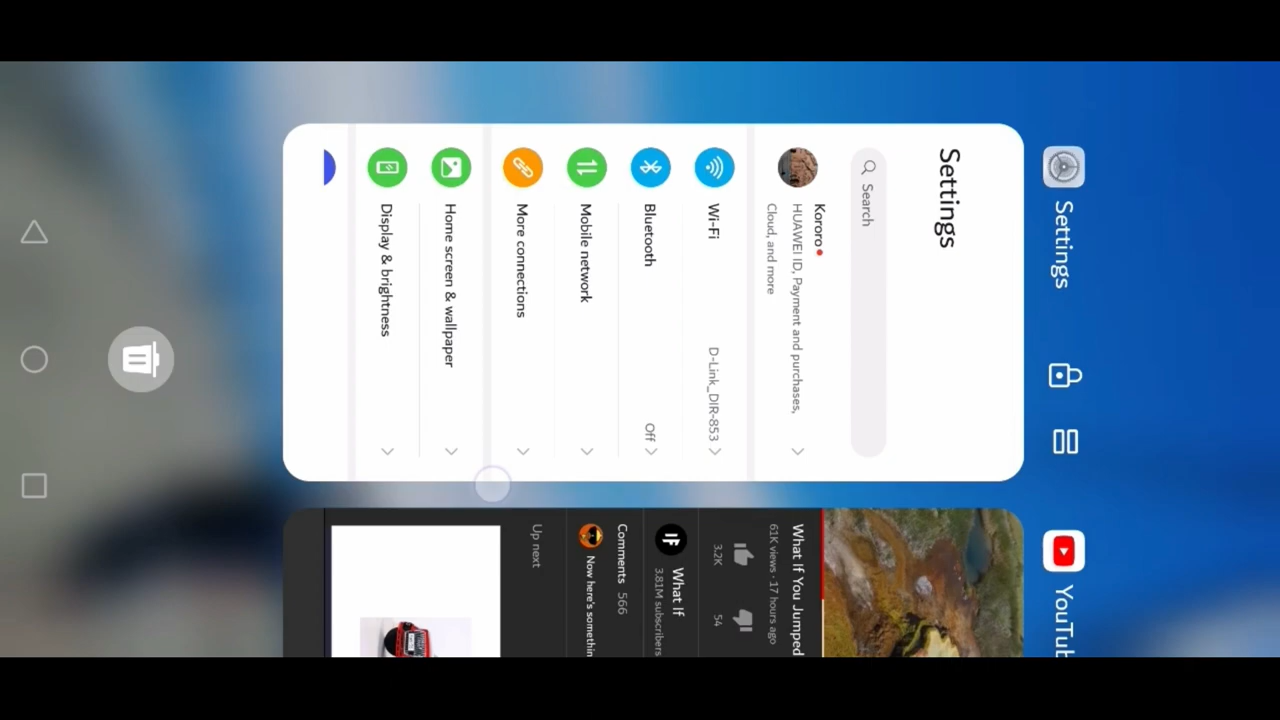 Settings
Settings
Search
Kororo
HUAWEI ID, Payment and purchases,
Cloud, and more
Wi-Fi
D-Link_DIR-853
Bluetooth
Off
Mobile network
More connections
Home screen & wallpaper
Display & brightness
YouTub
What If You Jumped
61K views · 17 hours ago
3.2K
54
IF
What If
3.81M subscribers
Comments 566
Now here's somethin
Up next